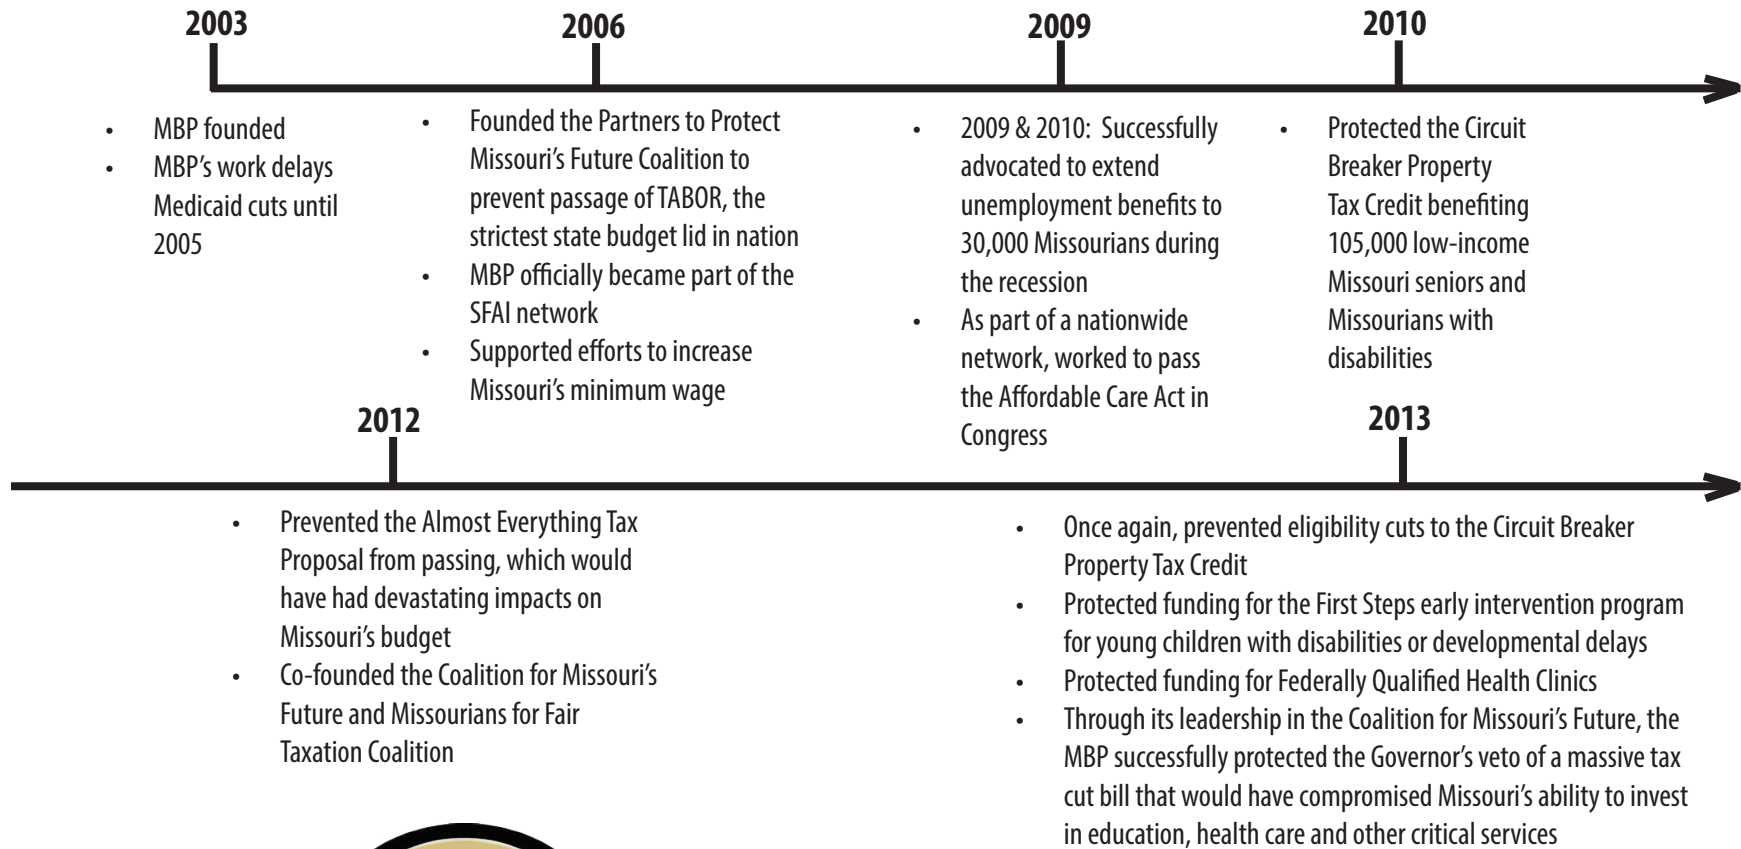 2003
• MBP founded
• MBP’s work delays
Medicaid cuts until
2005
2006
• Founded the Partners to Protect
Missouri’s Future Coalition to
prevent passage of TABOR, the
strictest state budget lid in nation
• MBP officially became part of the
SFAI network
• Supported efforts to increase
Missouri’s minimum wage
2009
• 2009 & 2010:  Successfully
advocated to extend
unemployment benefits to
30,000 Missourians during
the recession
• As part of a nationwide
network, worked to pass
the Affordable Care Act in
Congress
2010
• Protected the Circuit
Breaker Property
Tax Credit benefiting
105,000 low-income
Missouri seniors and
Missourians with
disabilities
2012
• Prevented the Almost Everything Tax
Proposal from passing, which would
have had devastating impacts on
Missouri’s budget
• Co-founded the Coalition for Missouri’s
Future and Missourians for Fair
Taxation Coalition
2013
• Once again, prevented eligibility cuts to the Circuit Breaker
Property Tax Credit
• Protected funding for the First Steps early intervention program
for young children with disabilities or developmental delays
• Protected funding for Federally Qualified Health Clinics
• Through its leadership in the Coalition for Missouri’s Future, the
MBP successfully protected the Governor’s veto of a massive tax
cut bill that would have compromised Missouri’s ability to invest
in education, health care and other critical services